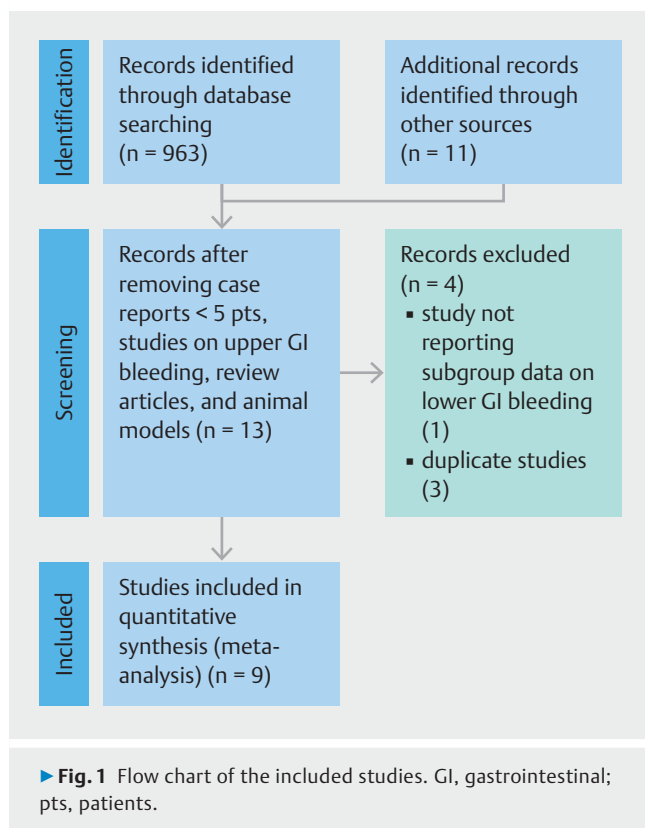 Identification
Records identified
through database
searching
(n = 963)
Additional records
identified through
other sources
(n = 11)
Screening
Records after
removing case
reports < 5 pts,
studies on upper GI
bleeding, review
articles, and animal
models (n = 13)
Records excluded
(n = 4)
▪ study not
reporting
subgroup data on
lower GI bleeding
(1)
▪ duplicate studies
(3)
Included
Studies included in
quantitative
synthesis (meta-
analysis) (n = 9)
▶ Fig. 1 Flow chart of the included studies. GI, gastrointestinal;
pts, patients.